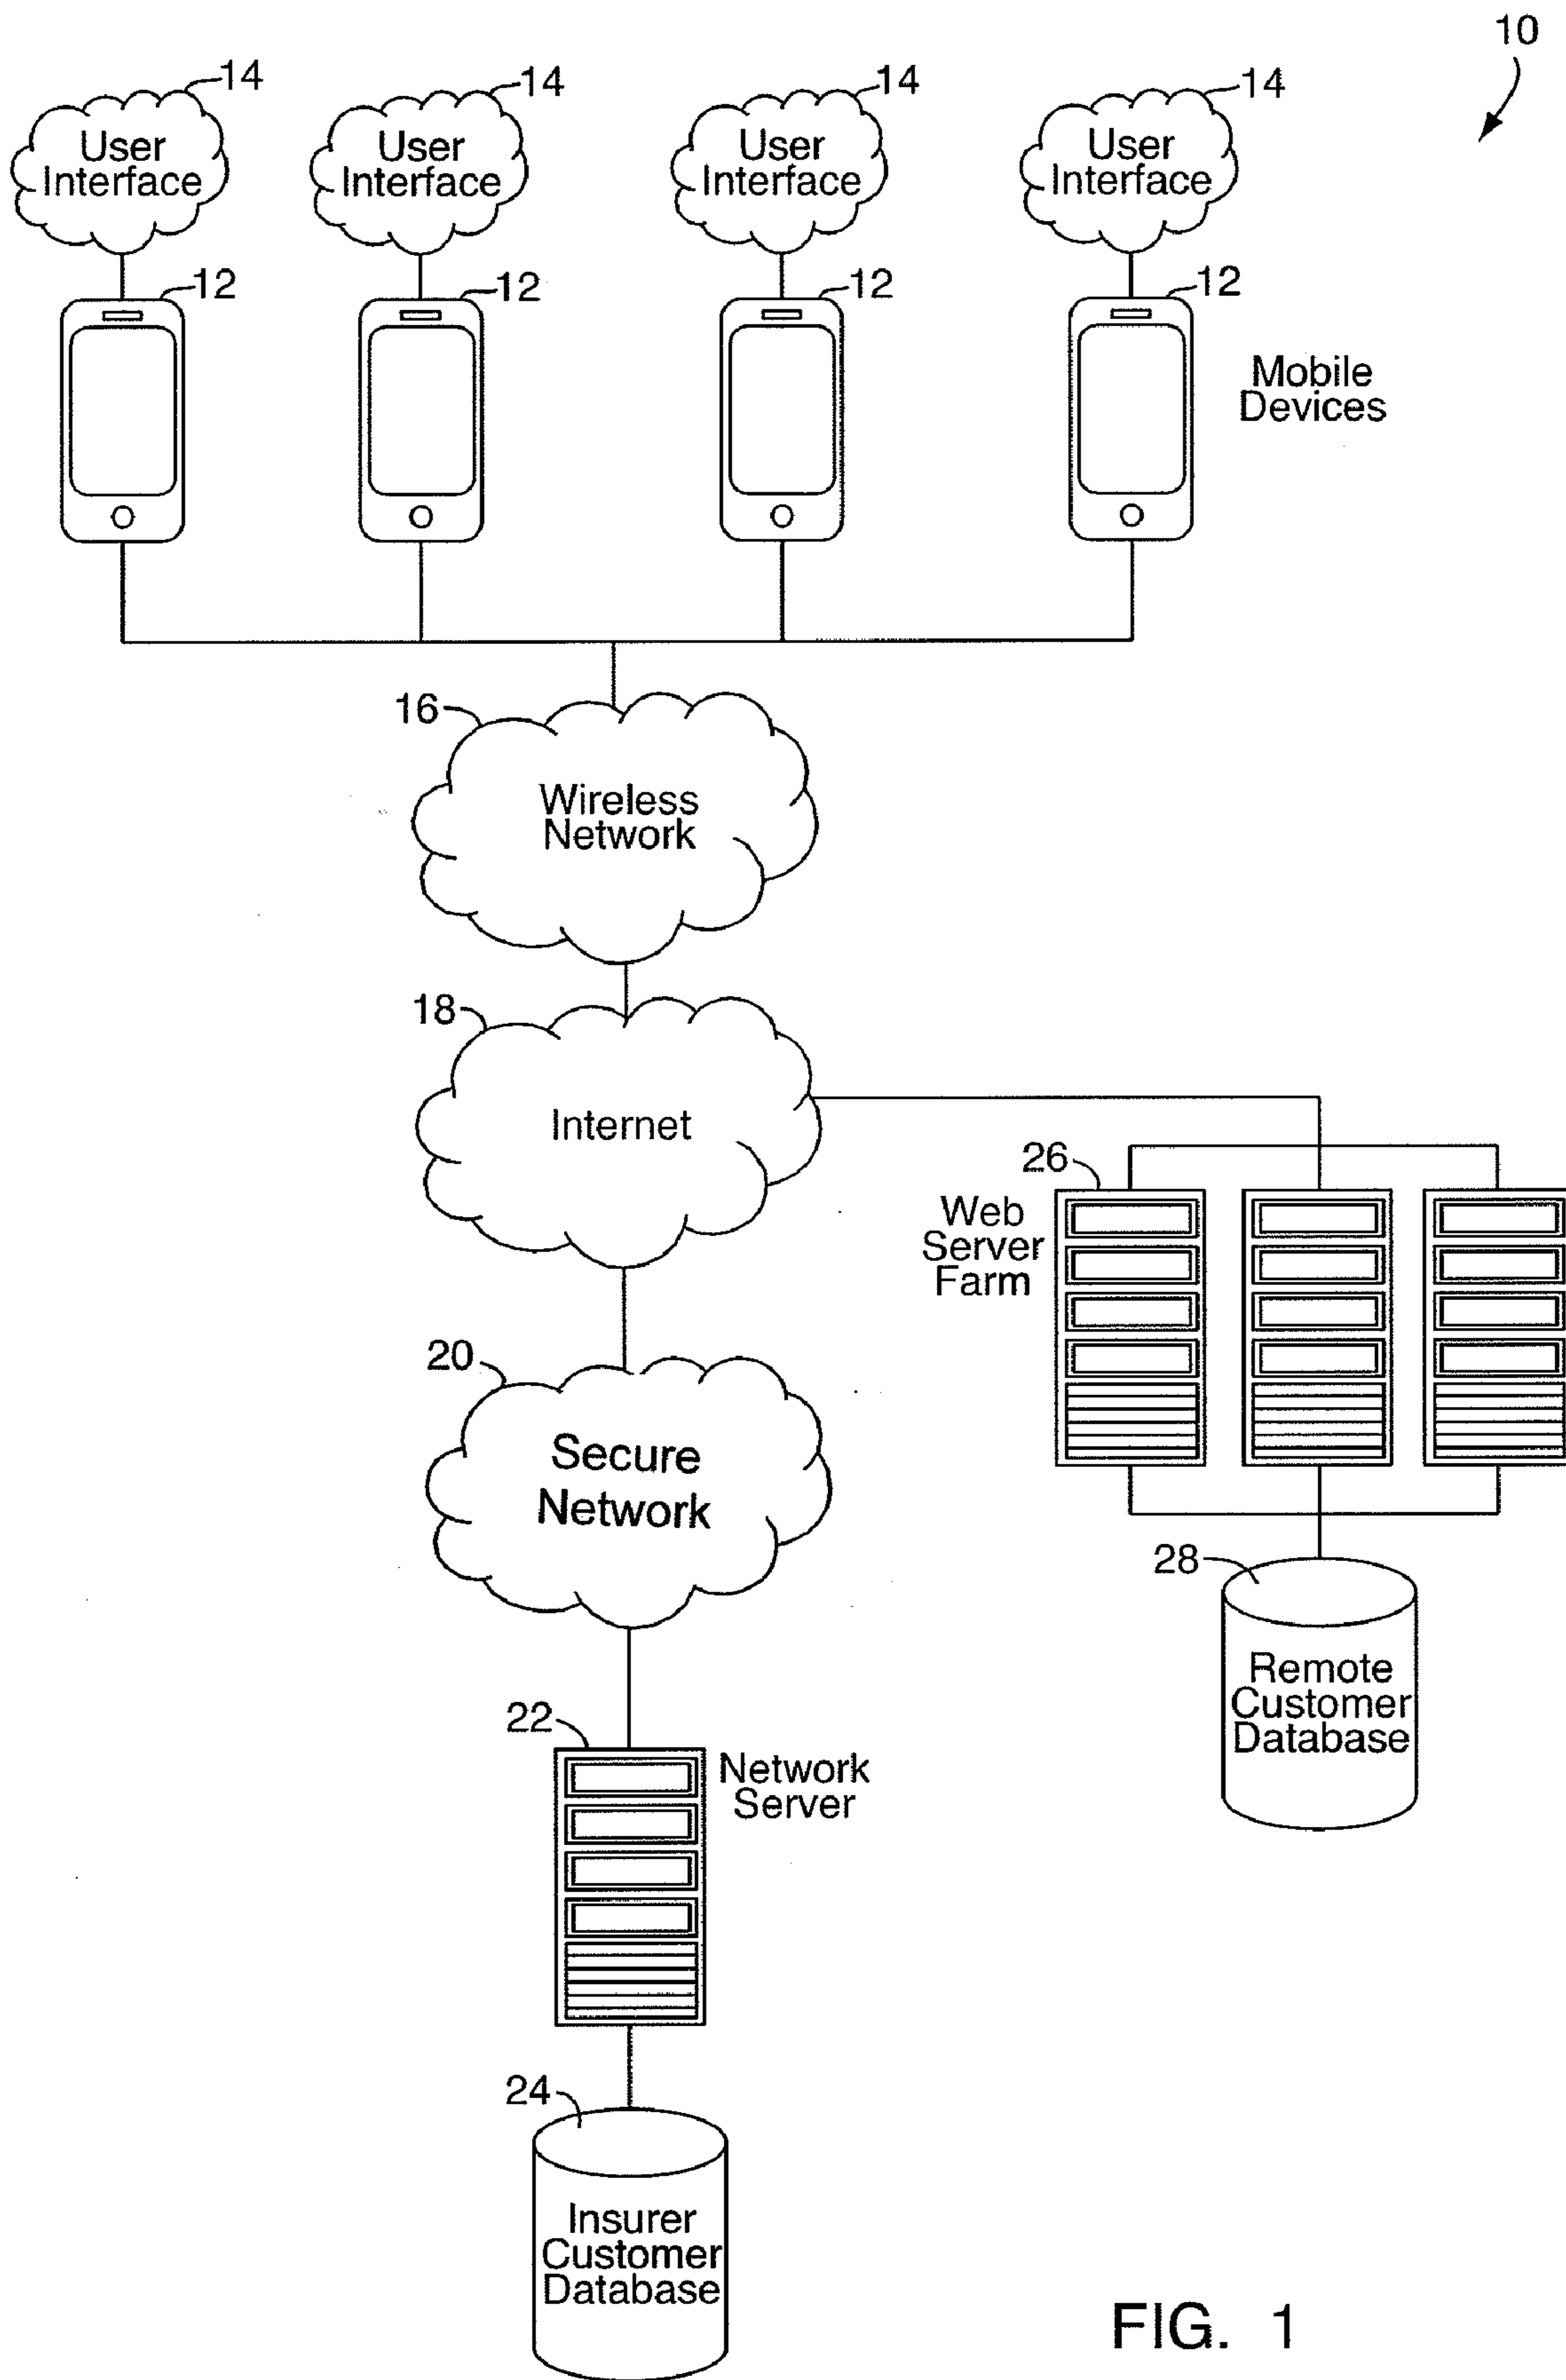 10
14
14
14
14
User
Interface
User
Interface
User
Interface
User
Interface
12
12
12
12
Mobile
Devices
16
Wireless
Network
18
Internet
26
Web
Server
Farm
20
Secure
Network
28
Remote
Customer
Database
22
Network
Server
24
Insurer
Customer
Database
FIG. 1